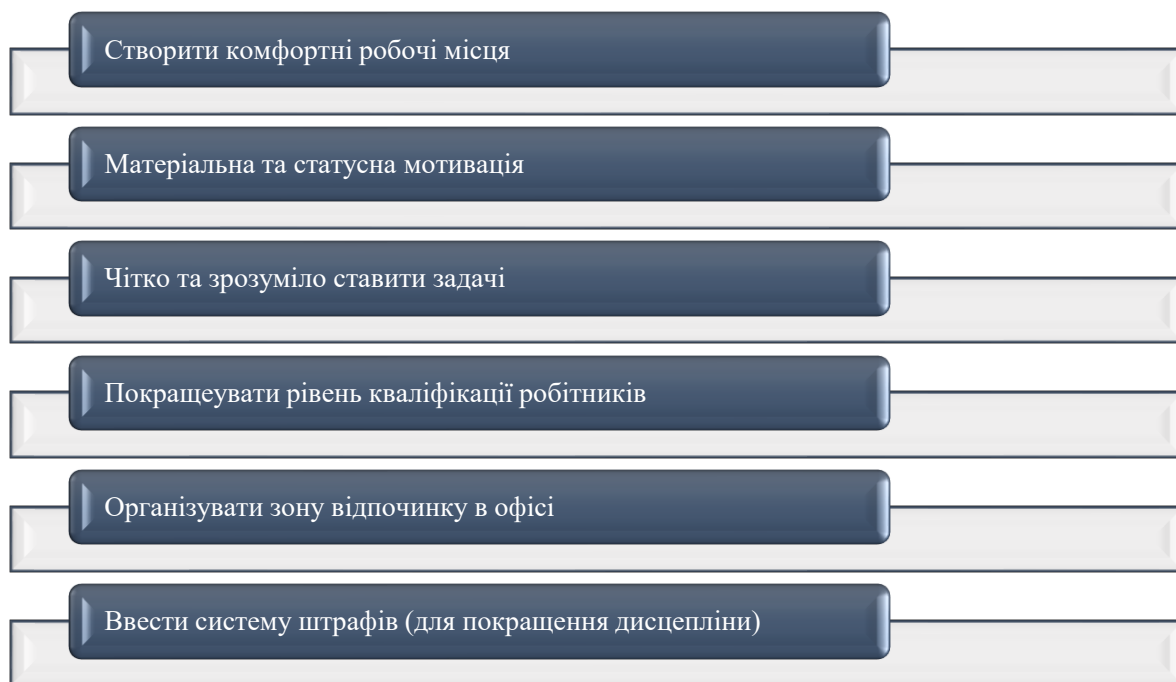 Створити комфортні робочі місця
Матеріальна та статусна мотивація
Чітко та зрозуміло ставити задачі
Покращеувати рівень кваліфікації робітників
Організувати зону відпочинку в офісі
Ввести систему штрафів (для покращення дисцепліни)